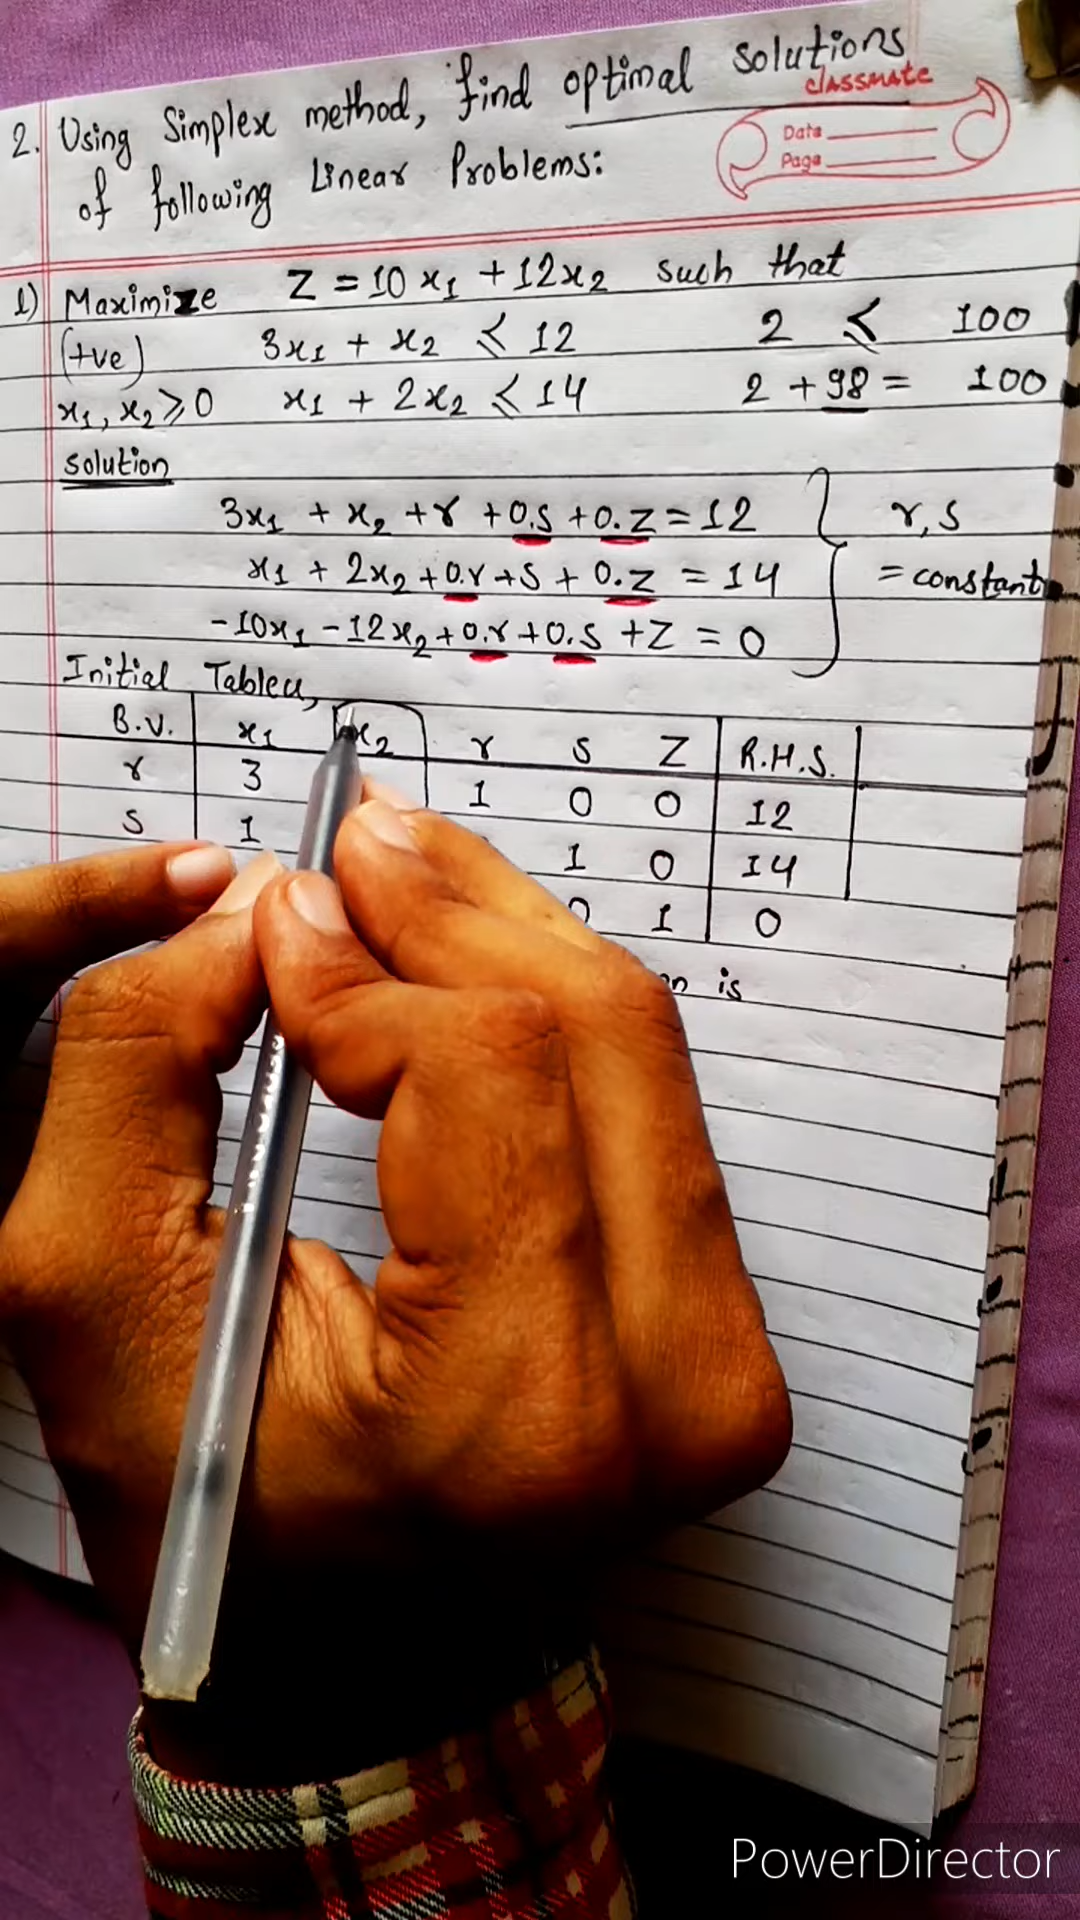 2. Using Simplex method, find optimal solutions
classmate
Date
Page
of following Linear Problems:
1) Maximize Z = 10x₁ + 12x₂ such that
(+ve) 3x₁ + x₂ ≤ 12 2 ≤ 100
x₁, x₂ ≥ 0 x₁ + 2x₂ ≤ 14 2 + 98 = 100
Solution
3x₁ + x₂ + r + 0.s + 0.z = 12 r, s
x₁ + 2x₂ + 0.r + s + 0.z = 14 = constant
-10x₁ - 12x₂ + 0.r + 0.s + z = 0
Initial Tableu,
B.V. x₁ x₂ r s z R.H.S.
r 3 1 0 0 12
s 1 1 0 14
0 1 0
is
PowerDirector